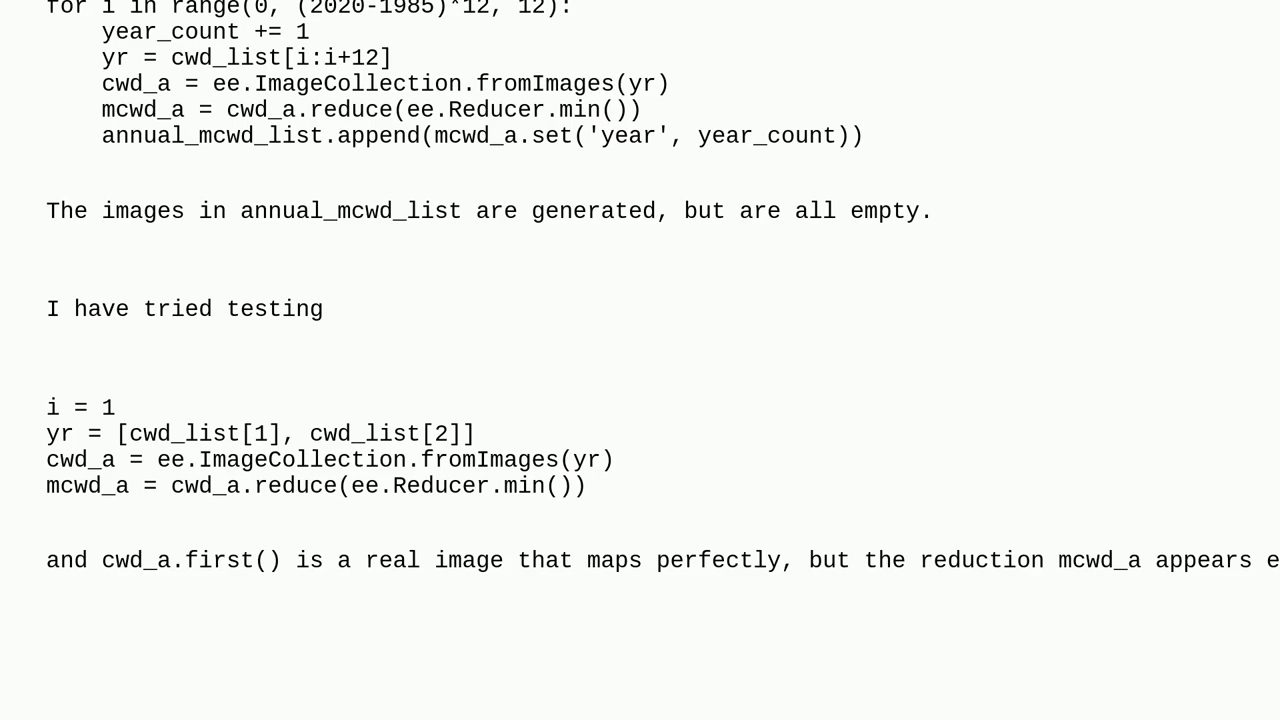 for i in range(0, (2020-1985)*12, 12):
    year_count += 1
    yr = cwd_list[i:i+12]
    cwd_a = ee.ImageCollection.fromImages(yr)
    mcwd_a = cwd_a.reduce(ee.Reducer.min())
    annual_mcwd_list.append(mcwd_a.set('year', year_count))
The images in annual_mcwd_list are generated, but are all empty.
I have tried testing
i = 1
yr = [cwd_list[1], cwd_list[2]]
cwd_a = ee.ImageCollection.fromImages(yr)
mcwd_a = cwd_a.reduce(ee.Reducer.min())
and cwd_a.first() is a real image that maps perfectly, but the reduction mcwd_a appears